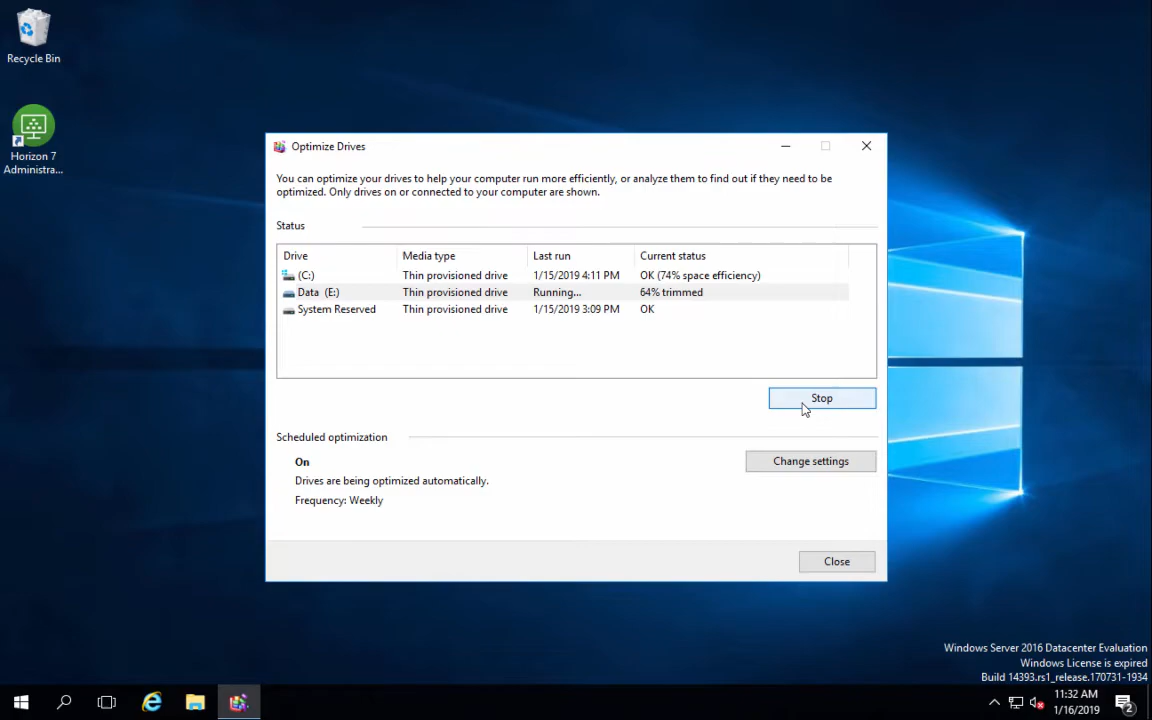 Recycle Bin
Horizon 7
Administra...
Optimize Drives
You can optimize your drives to help your computer run more efficiently, or analyze them to find out if they need to be
optimized. Only drives on or connected to your computer are shown.
Status
Drive Media type Last run Current status
(C:) Thin provisioned drive 1/15/2019 4:11 PM OK (74% space efficiency)
Data (E:) Thin provisioned drive Running... 64% trimmed
System Reserved Thin provisioned drive 1/15/2019 3:09 PM OK
Stop
Scheduled optimization
On
Change settings
Drives are being optimized automatically.
Frequency: Weekly
Close
Windows Server 2016 Datacenter Evaluation
Windows License is expired
Build 14393.rs1_release.170731-1934
11:32 AM
1/16/2019
2